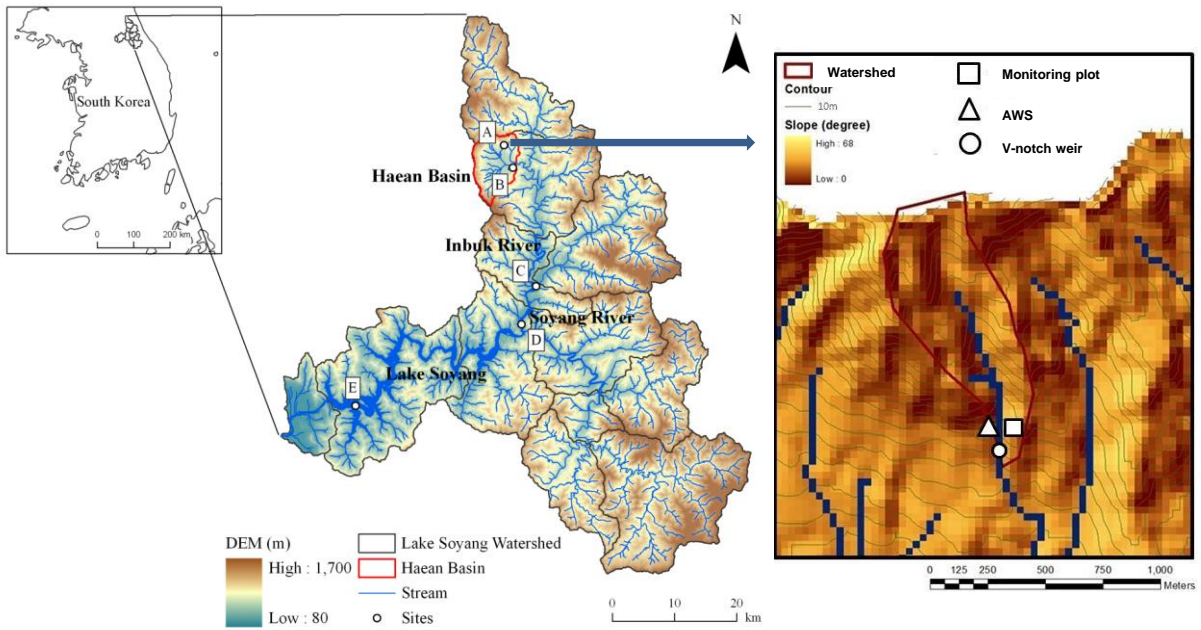 South Korea
0 100 200 km
N
A
B
Haean Basin
Inbuk River
C
Soyang River
D
Lake Soyang
E
DEM (m)
High : 1,700
Low : 80
Lake Soyang Watershed
Haean Basin
Stream
Sites
0 10 20
km
Watershed
Contour
10m
Slope (degree)
High : 68
Low : 0
Monitoring plot
AWS
V-notch weir
0 125 250 500 750 1,000
Meters